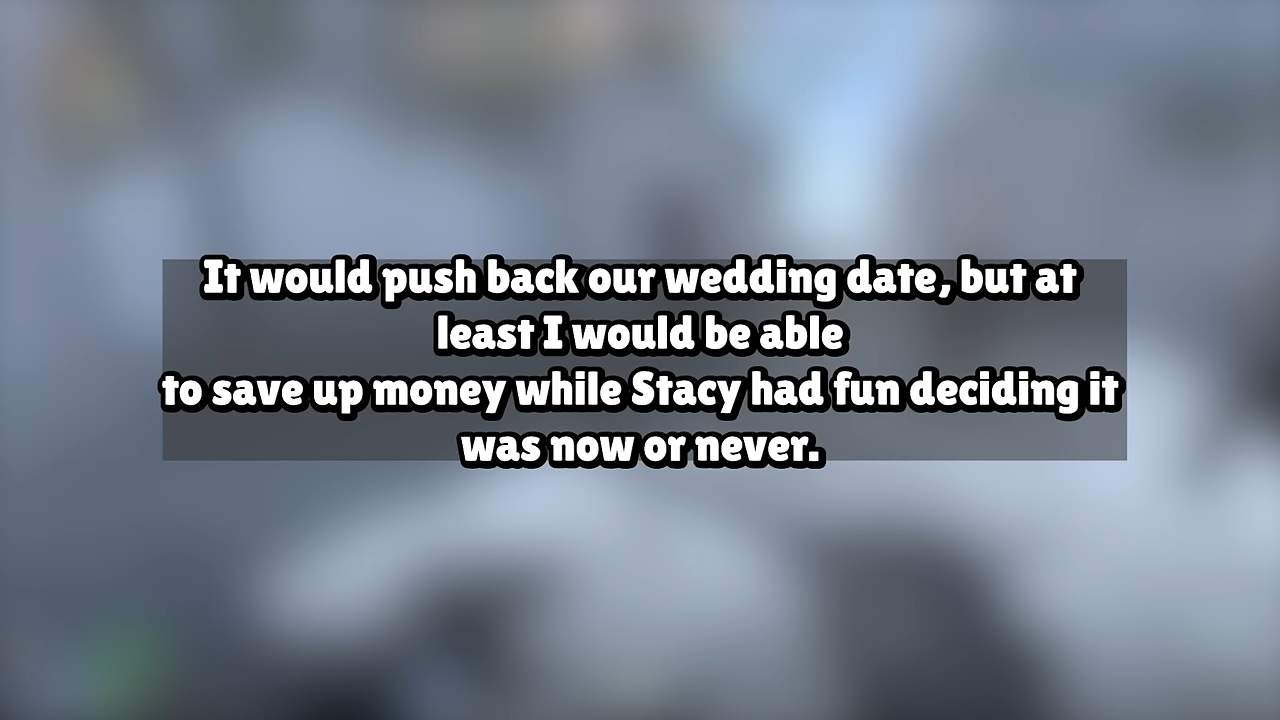 It would push back our wedding date, but at
least I would be able
to save up money while Stacy had fun deciding it
was now or never.